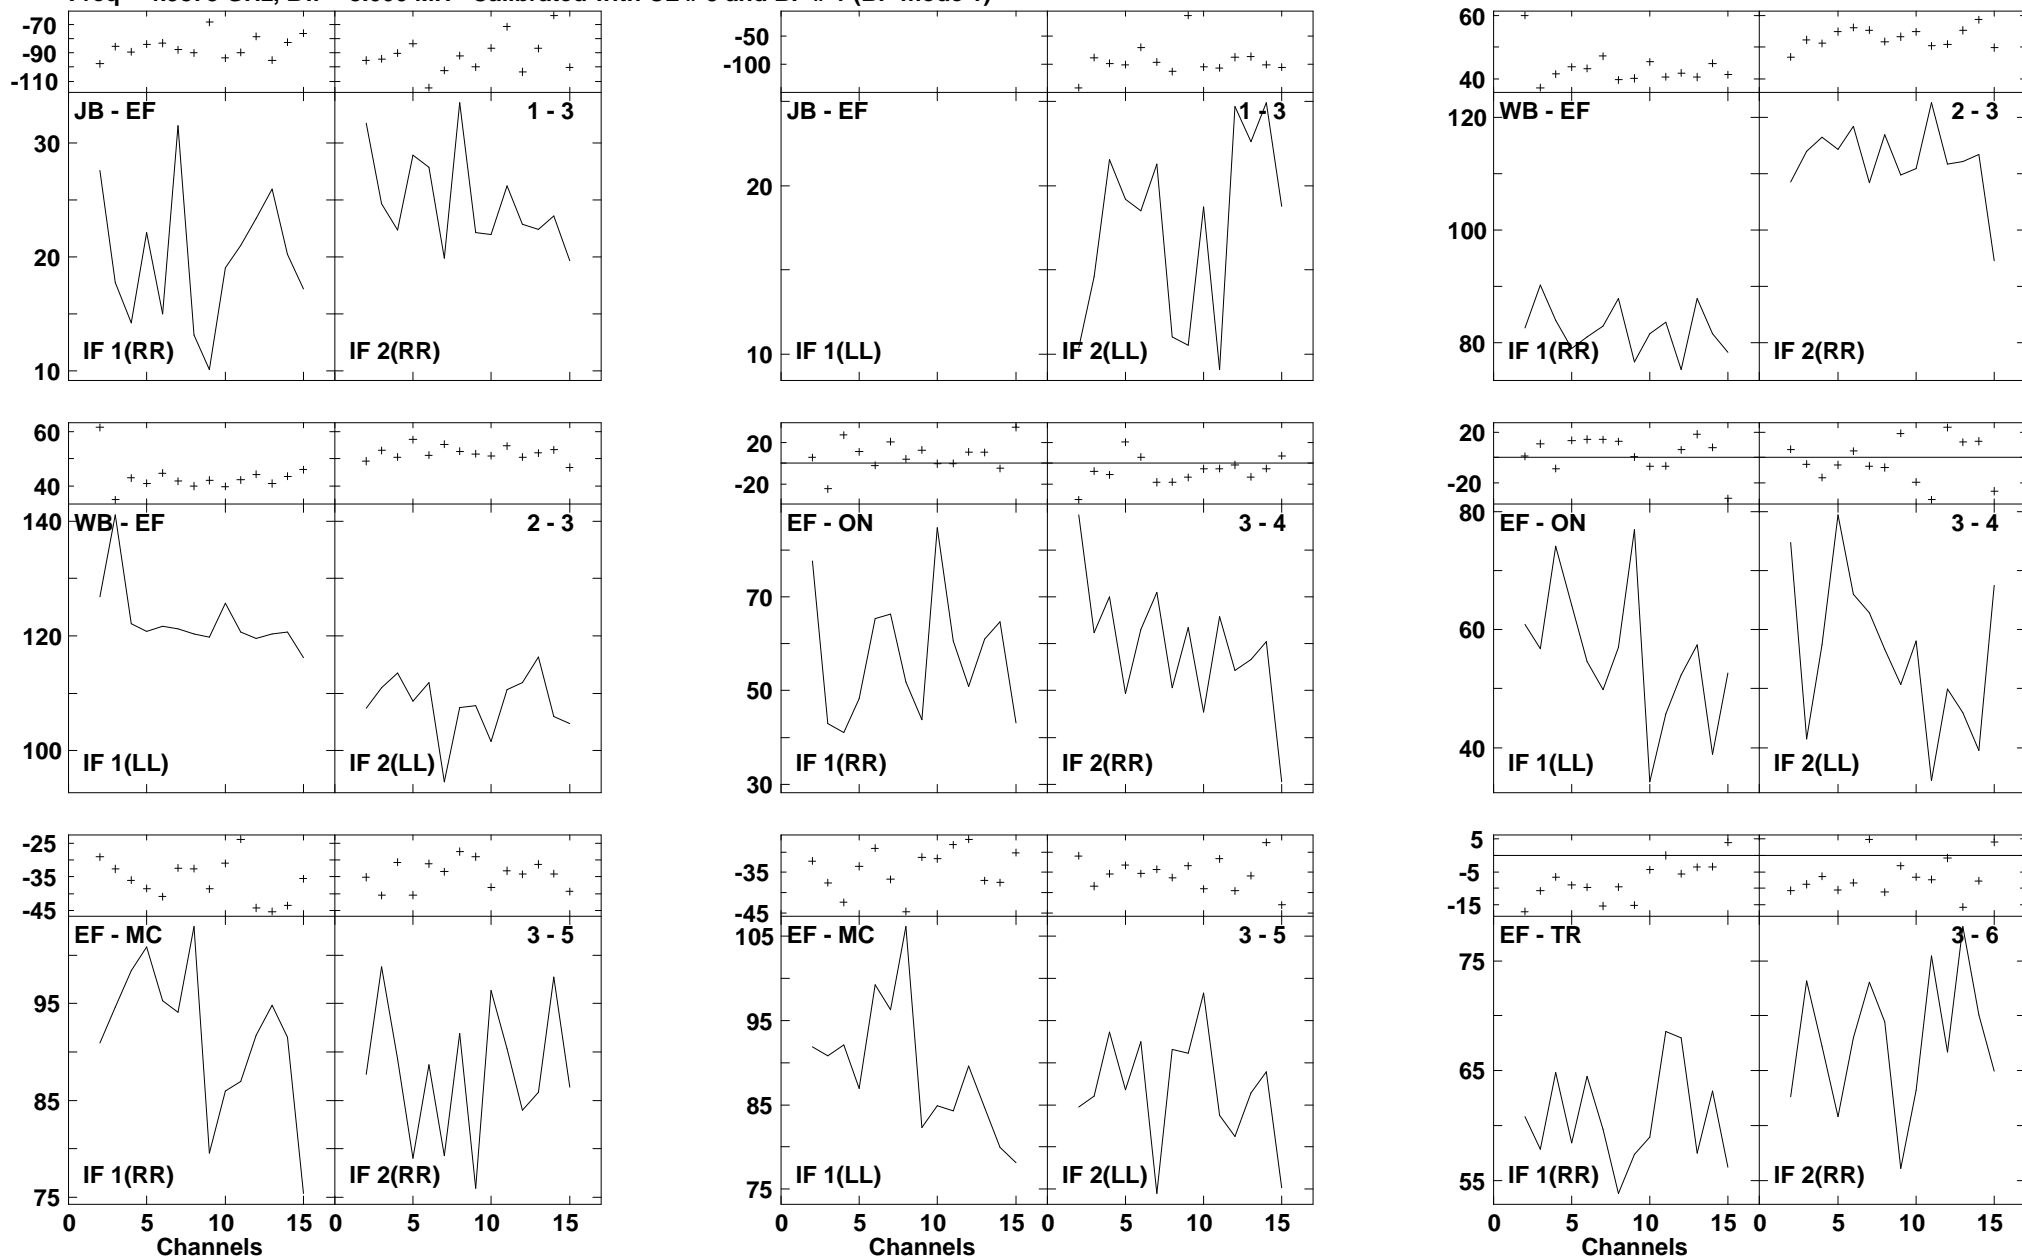 -70
-90
-110
JB - EF
1 - 3
30
20
10
IF 1(RR)
IF 2(RR)
-50
-100
JB - EF
1 - 3
20
10
IF 1(LL)
IF 2(LL)
60
40
WB - EF
2 - 3
120
100
80
IF 1(RR)
IF 2(RR)
60
40
WB - EF
2 - 3
140
120
100
IF 1(LL)
IF 2(LL)
20
-20
EF - ON
3 - 4
70
50
30
IF 1(RR)
IF 2(RR)
20
-20
EF - ON
3 - 4
80
60
40
IF 1(LL)
IF 2(LL)
-25
-35
-45
EF - MC
3 - 5
95
85
75
IF 1(RR)
IF 2(RR)
0 5 10 15 0 5 10 15
Channels
-35
-45
EF - MC
3 - 5
105
95
85
75
IF 1(LL)
IF 2(LL)
0 5 10 15 0 5 10 15
Channels
5
-5
-15
EF - TR
3 - 6
75
65
55
IF 1(RR)
IF 2(RR)
0 5 10 15 0 5 10 15
Channels